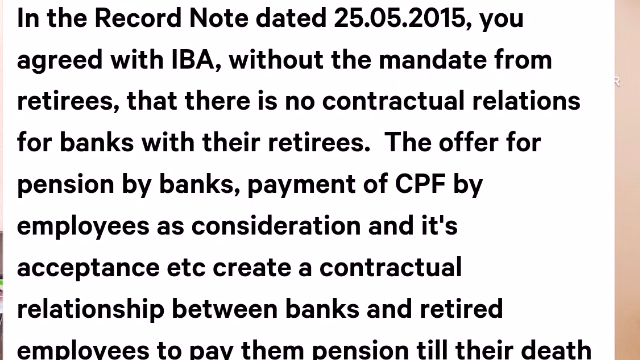 In the Record Note dated 25.05.2015, you
agreed with IBA, without the mandate from
retirees, that there is no contractual relations
for banks with their retirees.  The offer for
pension by banks, payment of CPF by
employees as consideration and it's
acceptance etc create a contractual
relationship between banks and retired
employees to pay them pension till their death